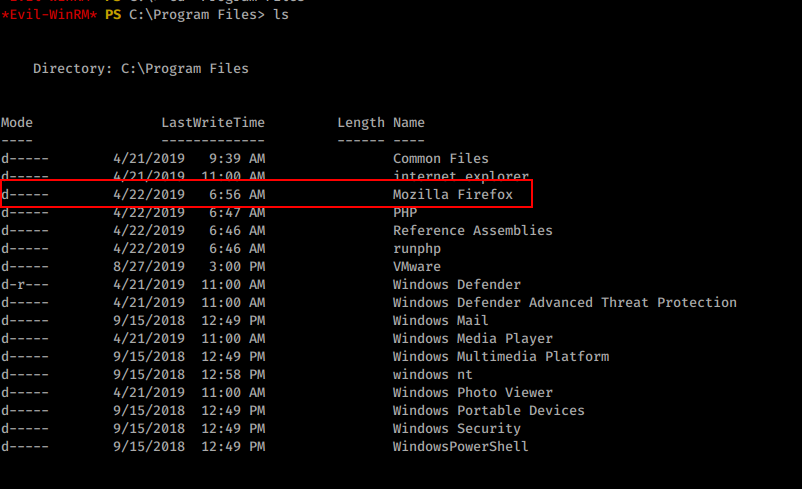 *Evil-WinRM* PS C:\Program Files> ls
Directory: C:\Program Files
Mode LastWriteTime Length Name
---- ------------- ------ ----
d----- 4/21/2019 9:39 AM Common Files
d----- 4/21/2019 11:00 AM internet explorer
d----- 4/22/2019 6:56 AM Mozilla Firefox
d----- 4/22/2019 6:47 AM PHP
d----- 4/22/2019 6:46 AM Reference Assemblies
d----- 4/22/2019 6:46 AM runphp
d----- 8/27/2019 3:00 PM VMware
d-r--- 4/21/2019 11:00 AM Windows Defender
d----- 4/21/2019 11:00 AM Windows Defender Advanced Threat Protection
d----- 9/15/2018 12:49 PM Windows Mail
d----- 4/21/2019 11:00 AM Windows Media Player
d----- 9/15/2018 12:49 PM Windows Multimedia Platform
d----- 9/15/2018 12:58 PM windows nt
d----- 4/21/2019 11:00 AM Windows Photo Viewer
d----- 9/15/2018 12:49 PM Windows Portable Devices
d----- 9/15/2018 12:49 PM Windows Security
d----- 9/15/2018 12:49 PM WindowsPowerShell